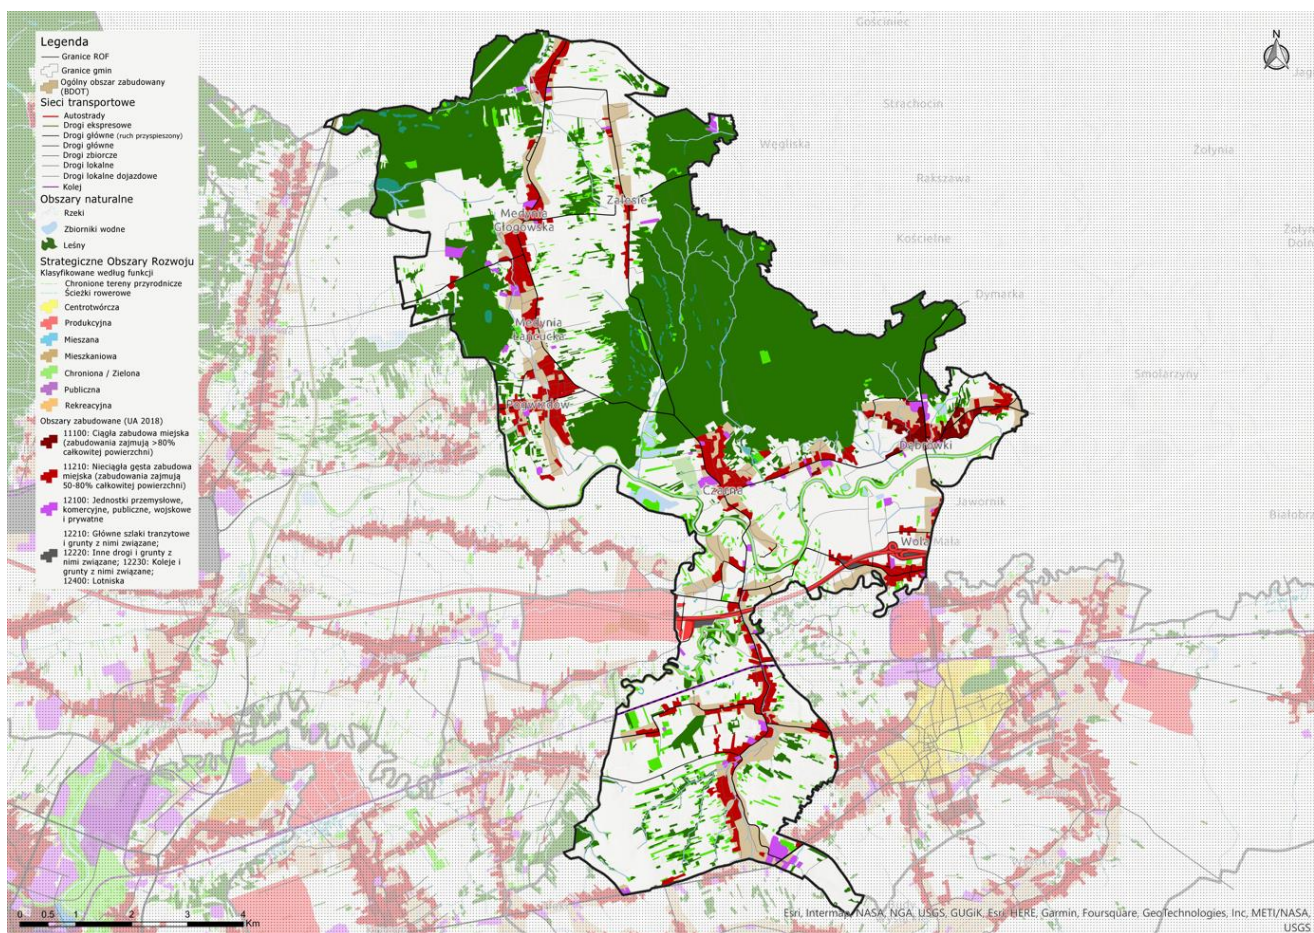 Gościniec
N
Jag
Strachocin
Węgliska
Żołynia
Rakszawa
Zalesie
Medynia
Głogowska
Kościelne
Żołyn
Doln
Dymarka
Medynia
Łańcucka
Smolarzyny
Pogwizdów
Dąbrówki
Czarna
Jawornik
Białobrz
Wola Mała
Legenda
Granice ROF
Granice gmin
Ogólny obszar zabudowany
(BDOT)
Sieci transportowe
Autostrady
Drogi ekspresowe
Drogi główne (ruch przyspieszony)
Drogi główne
Drogi zbiorcze
Drogi lokalne
Drogi lokalne dojazdowe
Kolej
Obszary naturalne
Rzeki
Zbiorniki wodne
Leśny
Strategiczne Obszary Rozwoju
Klasyfikowane według funkcji
Chronione tereny przyrodnicze
Ścieżki rowerowe
Centrotwórcza
Produkcyjna
Mieszana
Mieszkaniowa
Chroniona / Zielona
Publiczna
Rekreacyjna
Obszary zabudowane (UA 2018)
11100: Ciągła zabudowa miejska
(zabudowania zajmują >80%
całkowitej powierzchni)
11210: Nieciągła gęsta zabudowa
miejska (zabudowania zajmują
50-80% całkowitej powierzchni)
12100: Jednostki przemysłowe,
komercyjne, publiczne, wojskowe
i prywatne
12210: Główne szlaki tranzytowe
i grunty z nimi związane;
12220: Inne drogi i grunty z
nimi związane; 12230: Koleje i
grunty z nimi związane;
12400: Lotniska
0 0.5 1 2 3 4
Km
Esri, Intermap, NASA, NGA, USGS, GUGiK, Esri, HERE, Garmin, Foursquare, GeoTechnologies, Inc, METI/NASA,
USGS